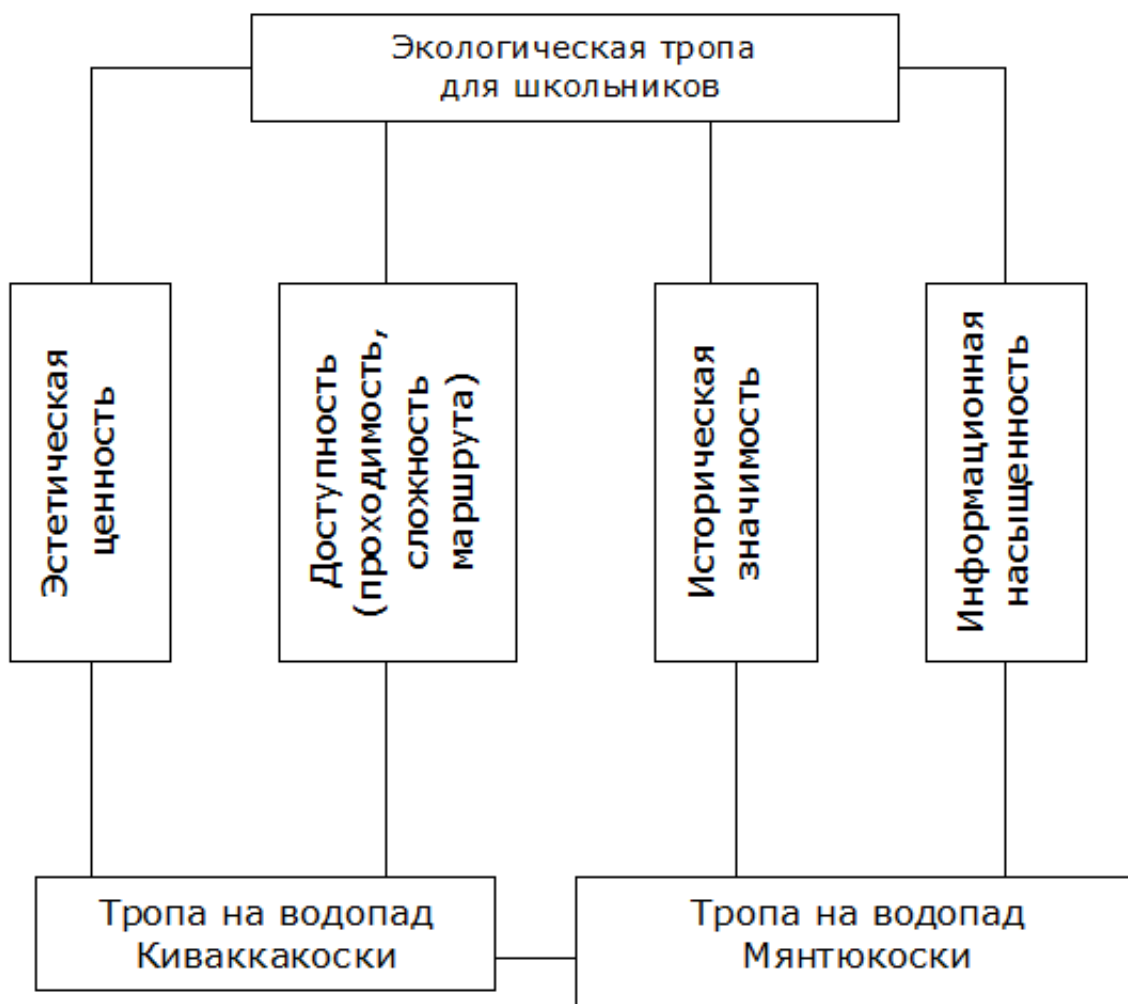 Экологическая тропа
для школьников
Эстетическая
ценность
Доступность
(проходимость,
сложность
маршрута)
Историческая
значимость
Информационная
насыщенность
Тропа на водопад
Киваккакоски
Тропа на водопад
Мянтюкоски